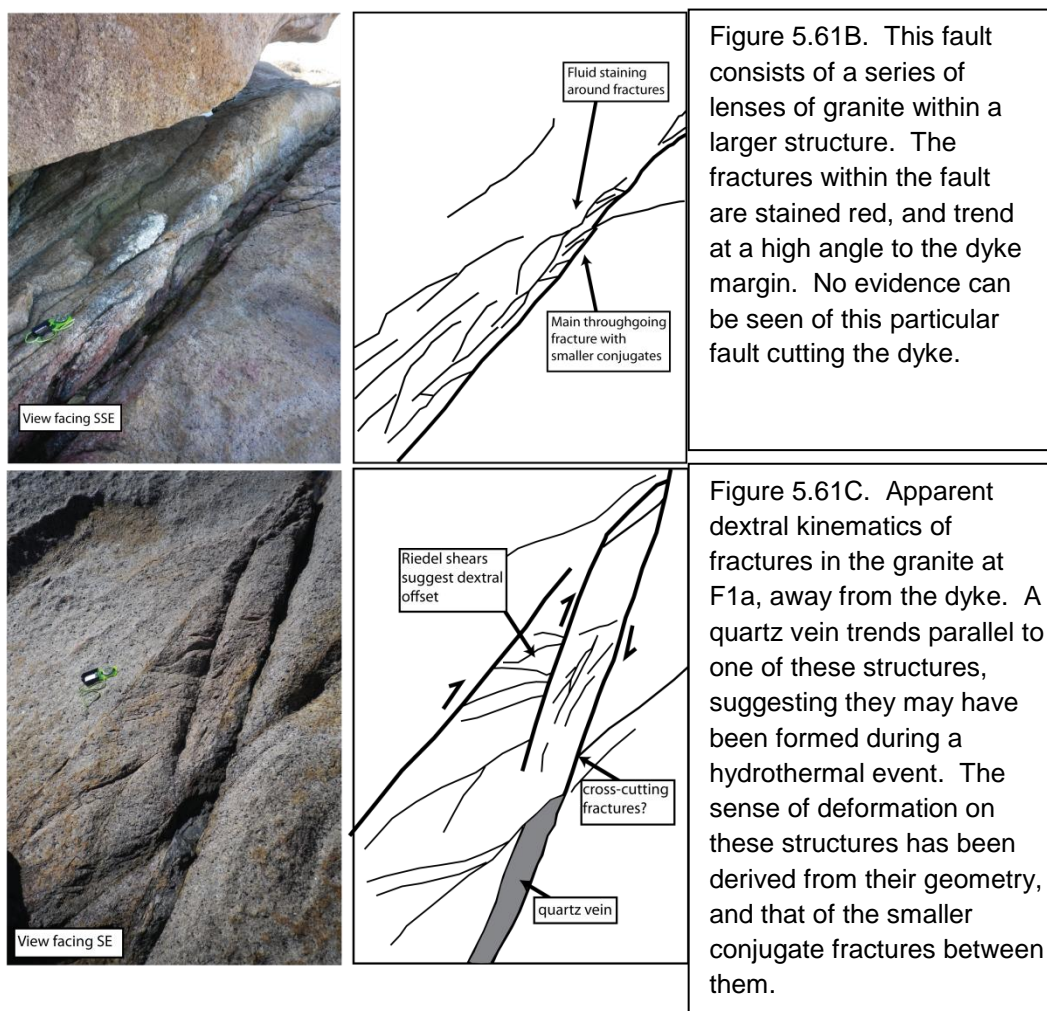 View facing SSE
Fluid staining
around fractures
Main throughgoing
fracture with
smaller conjugates
Figure 5.61B.  This fault
consists of a series of
lenses of granite within a
larger structure.  The
fractures within the fault
are stained red, and trend
at a high angle to the dyke
margin.  No evidence can
be seen of this particular
fault cutting the dyke.
View facing SE
Riedel shears
suggest dextral
offset
cross-cutting
fractures?
quartz vein
Figure 5.61C.  Apparent
dextral kinematics of
fractures in the granite at
F1a, away from the dyke.  A
quartz vein trends parallel to
one of these structures,
suggesting they may have
been formed during a
hydrothermal event.  The
sense of deformation on
these structures has been
derived from their geometry,
and that of the smaller
conjugate fractures between
them.